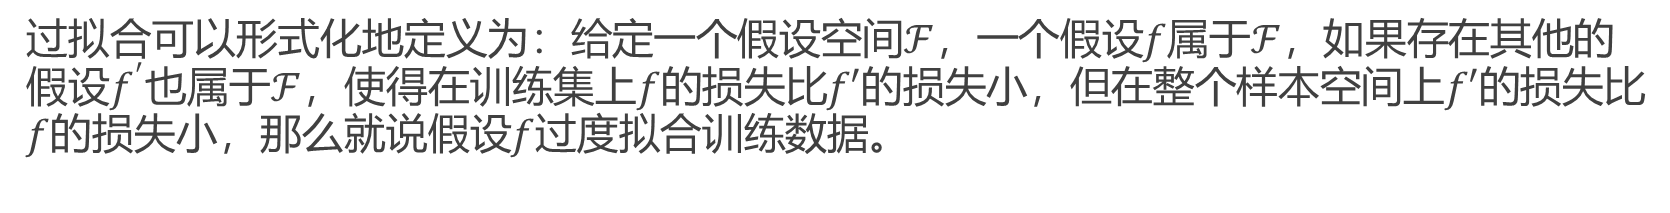 过拟合可以形式化地定义为：给定一个假设空间ℱ，一个假设f属于ℱ，如果存在其他的
假设f′也属于ℱ，使得在训练集上f的损失比f′的损失小，但在整个样本空间上f′的损失比
f的损失小，那么就说假设f过度拟合训练数据。